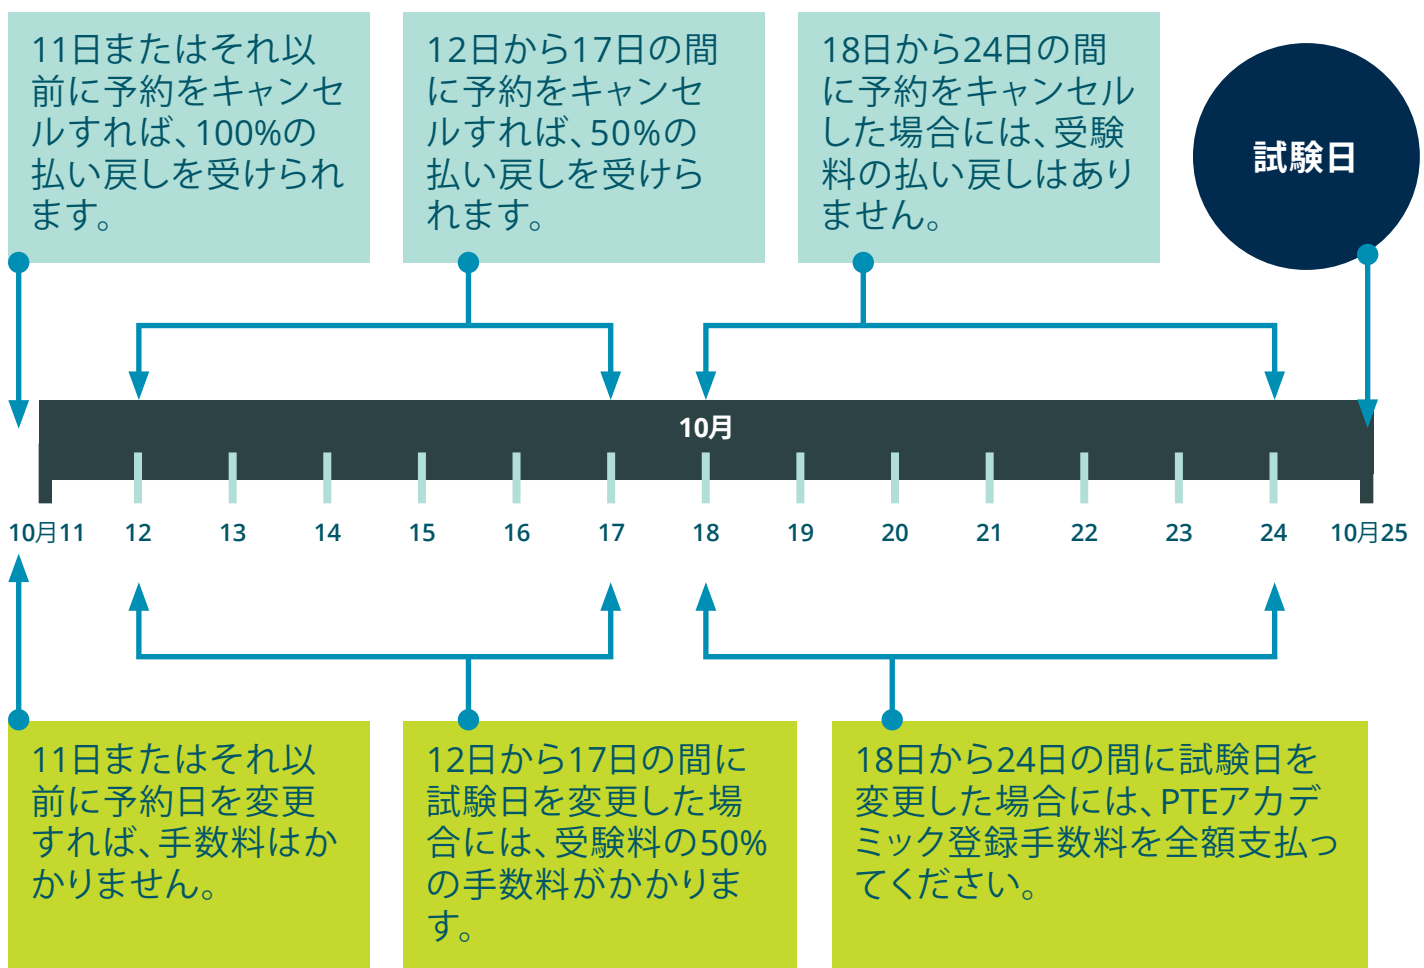 11日またはそれ以
前に予約をキャンセ
ルすれば、100%の
払い戻しを受けられ
ます。
12日から17日の間
に予約をキャンセ
ルすれば、50%の
払い戻しを受けら
れます。
18日から24日の間
に予約をキャンセル
した場合には、受験
料の払い戻しはあり
ません。
試験日
10月
10月11 12 13 14 15 16 17 18 19 20 21 22 23 24 10月25
11日またはそれ以
前に予約日を変更
すれば、手数料はか
かりません。
12日から17日の間に
試験日を変更した場
合には、受験料の50%
の手数料がかかりま
す。
18日から24日の間に試験日を
変更した場合には、PTEアカデ
ミック登録手数料を全額支払っ
てください。